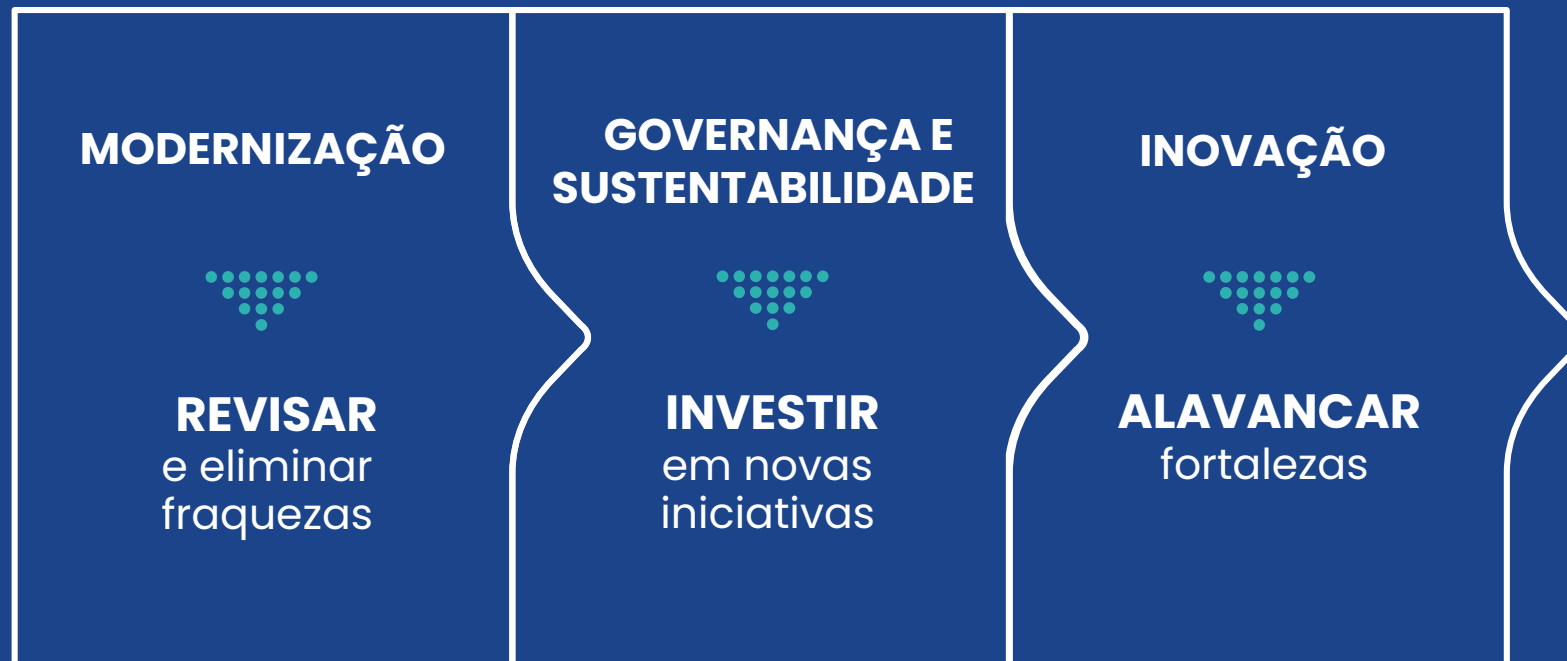 MODERNIZAÇÃO
REVISAR
e eliminar
fraquezas
GOVERNANÇA E
SUSTENTABILIDADE
INVESTIR
em novas
iniciativas
INOVAÇÃO
ALAVANCAR
fortalezas